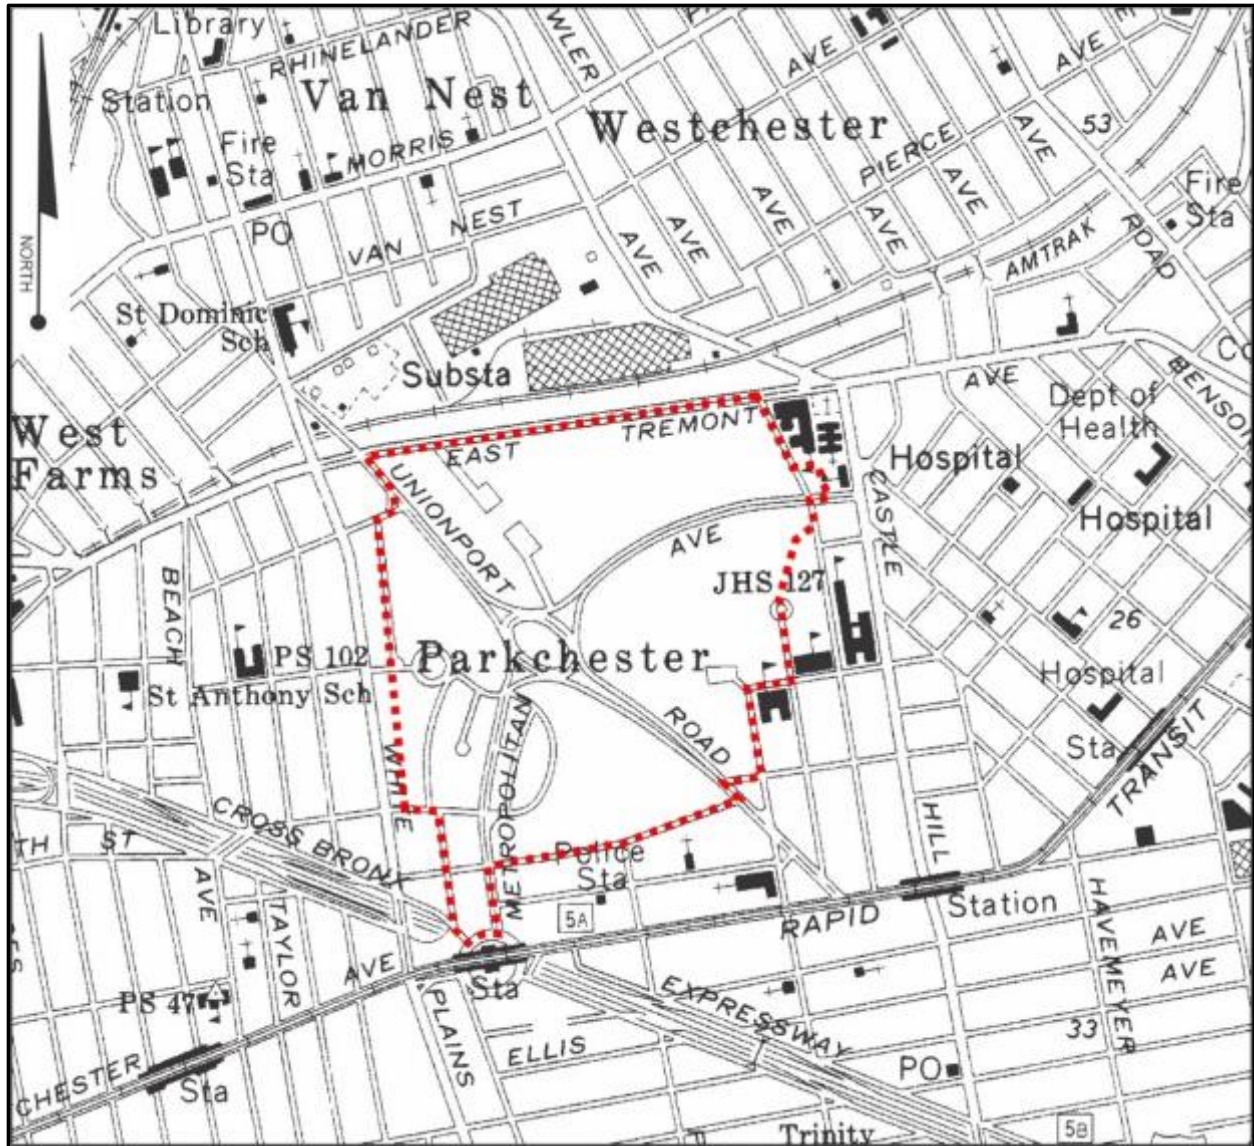 Library
RHINELANDER
WLER
AVE
AVE
Station
Van Nest
Westchester
53
Fire
Sta
MORRIS
PIERCE
AVE
Fire
Sta
PO
VAN
NEST
AVE
AVE
AVE
AVE
AVE
AMTRAK
ROAD
NORTH
St Dominic
Sch
Substa
AVE
BENSON
Co
West
Farms
EAST
TREMONT
Dept of
Health
Hospital
UNIONPORT
AVE
CASTLE
Hospital
BEACH
JHS 127
26
PS 102
Parkchester
Hospital
St Anthony Sch
METROPOLITAN
ROAD
Sta
TRANSIT
WHITE
CROSS BRONX
TH ST
HILL
Police
Sta
AVE
TAYLOR
5A
RAPID
Station
HAVEMEYER
AVE
AVE
AVE
PS 47
Sta
PLAINS
EXPRESSWAY
ELLIS
33
CHESTER
Sta
PO
Trinity
5B